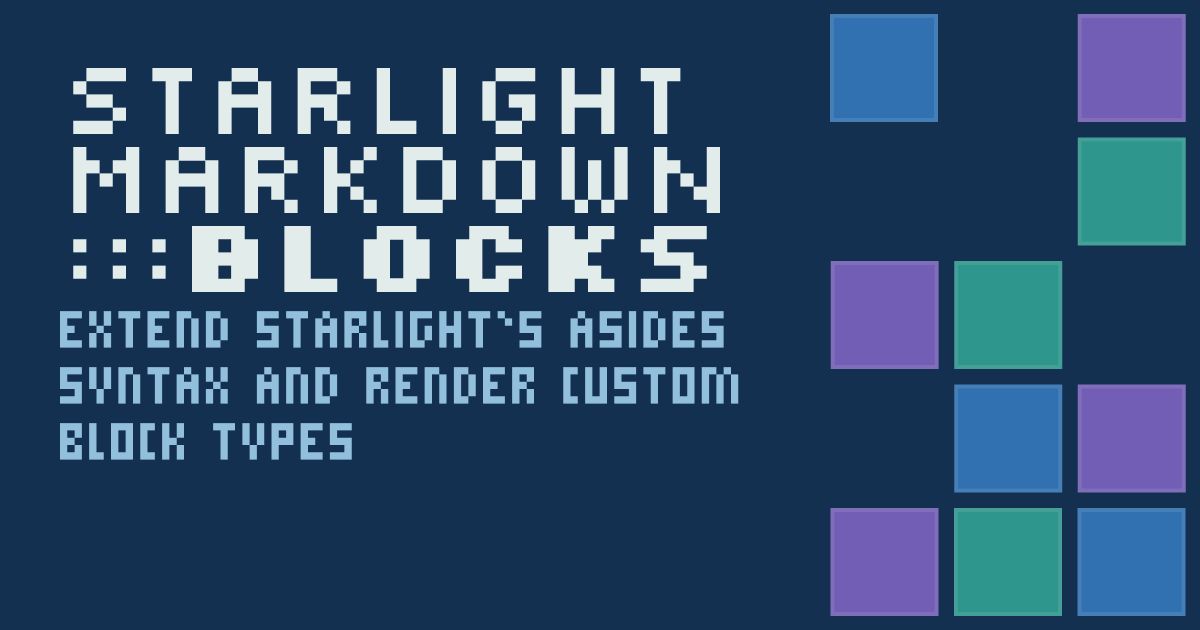 STARLIGHT
MARKDOWN
:::BLOCKS
EXTEND STARLIGHT`S ASIDES
SYNTAX AND RENDER CUSTOM
BLOCK TYPES